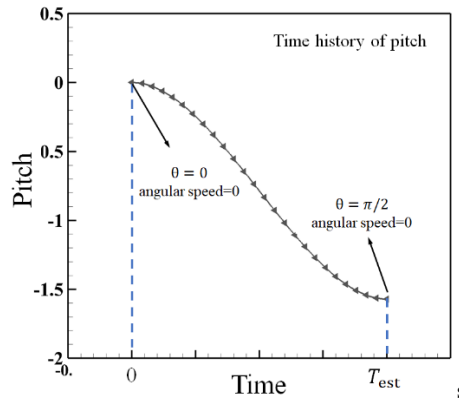 0.5
Time history of pitch
0
θ = 0
angular speed=0
0.5
θ = π/2
angular speed=0
Pitch
-1
-1.5
-2
-0.
0
Time
T_est
s